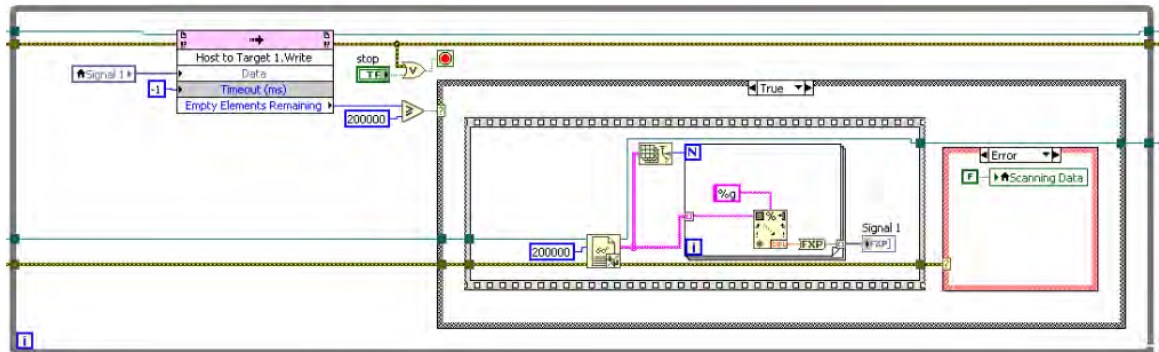 Host to Target 1.Write
Signal 1
Data
-1
Timeout (ms)
Empty Elements Remaining
stop
TF
V
200000
≥
?
True
N
%g
i
200000
FXP
Signal 1
FXP
Error
F
Scanning Data
?
i